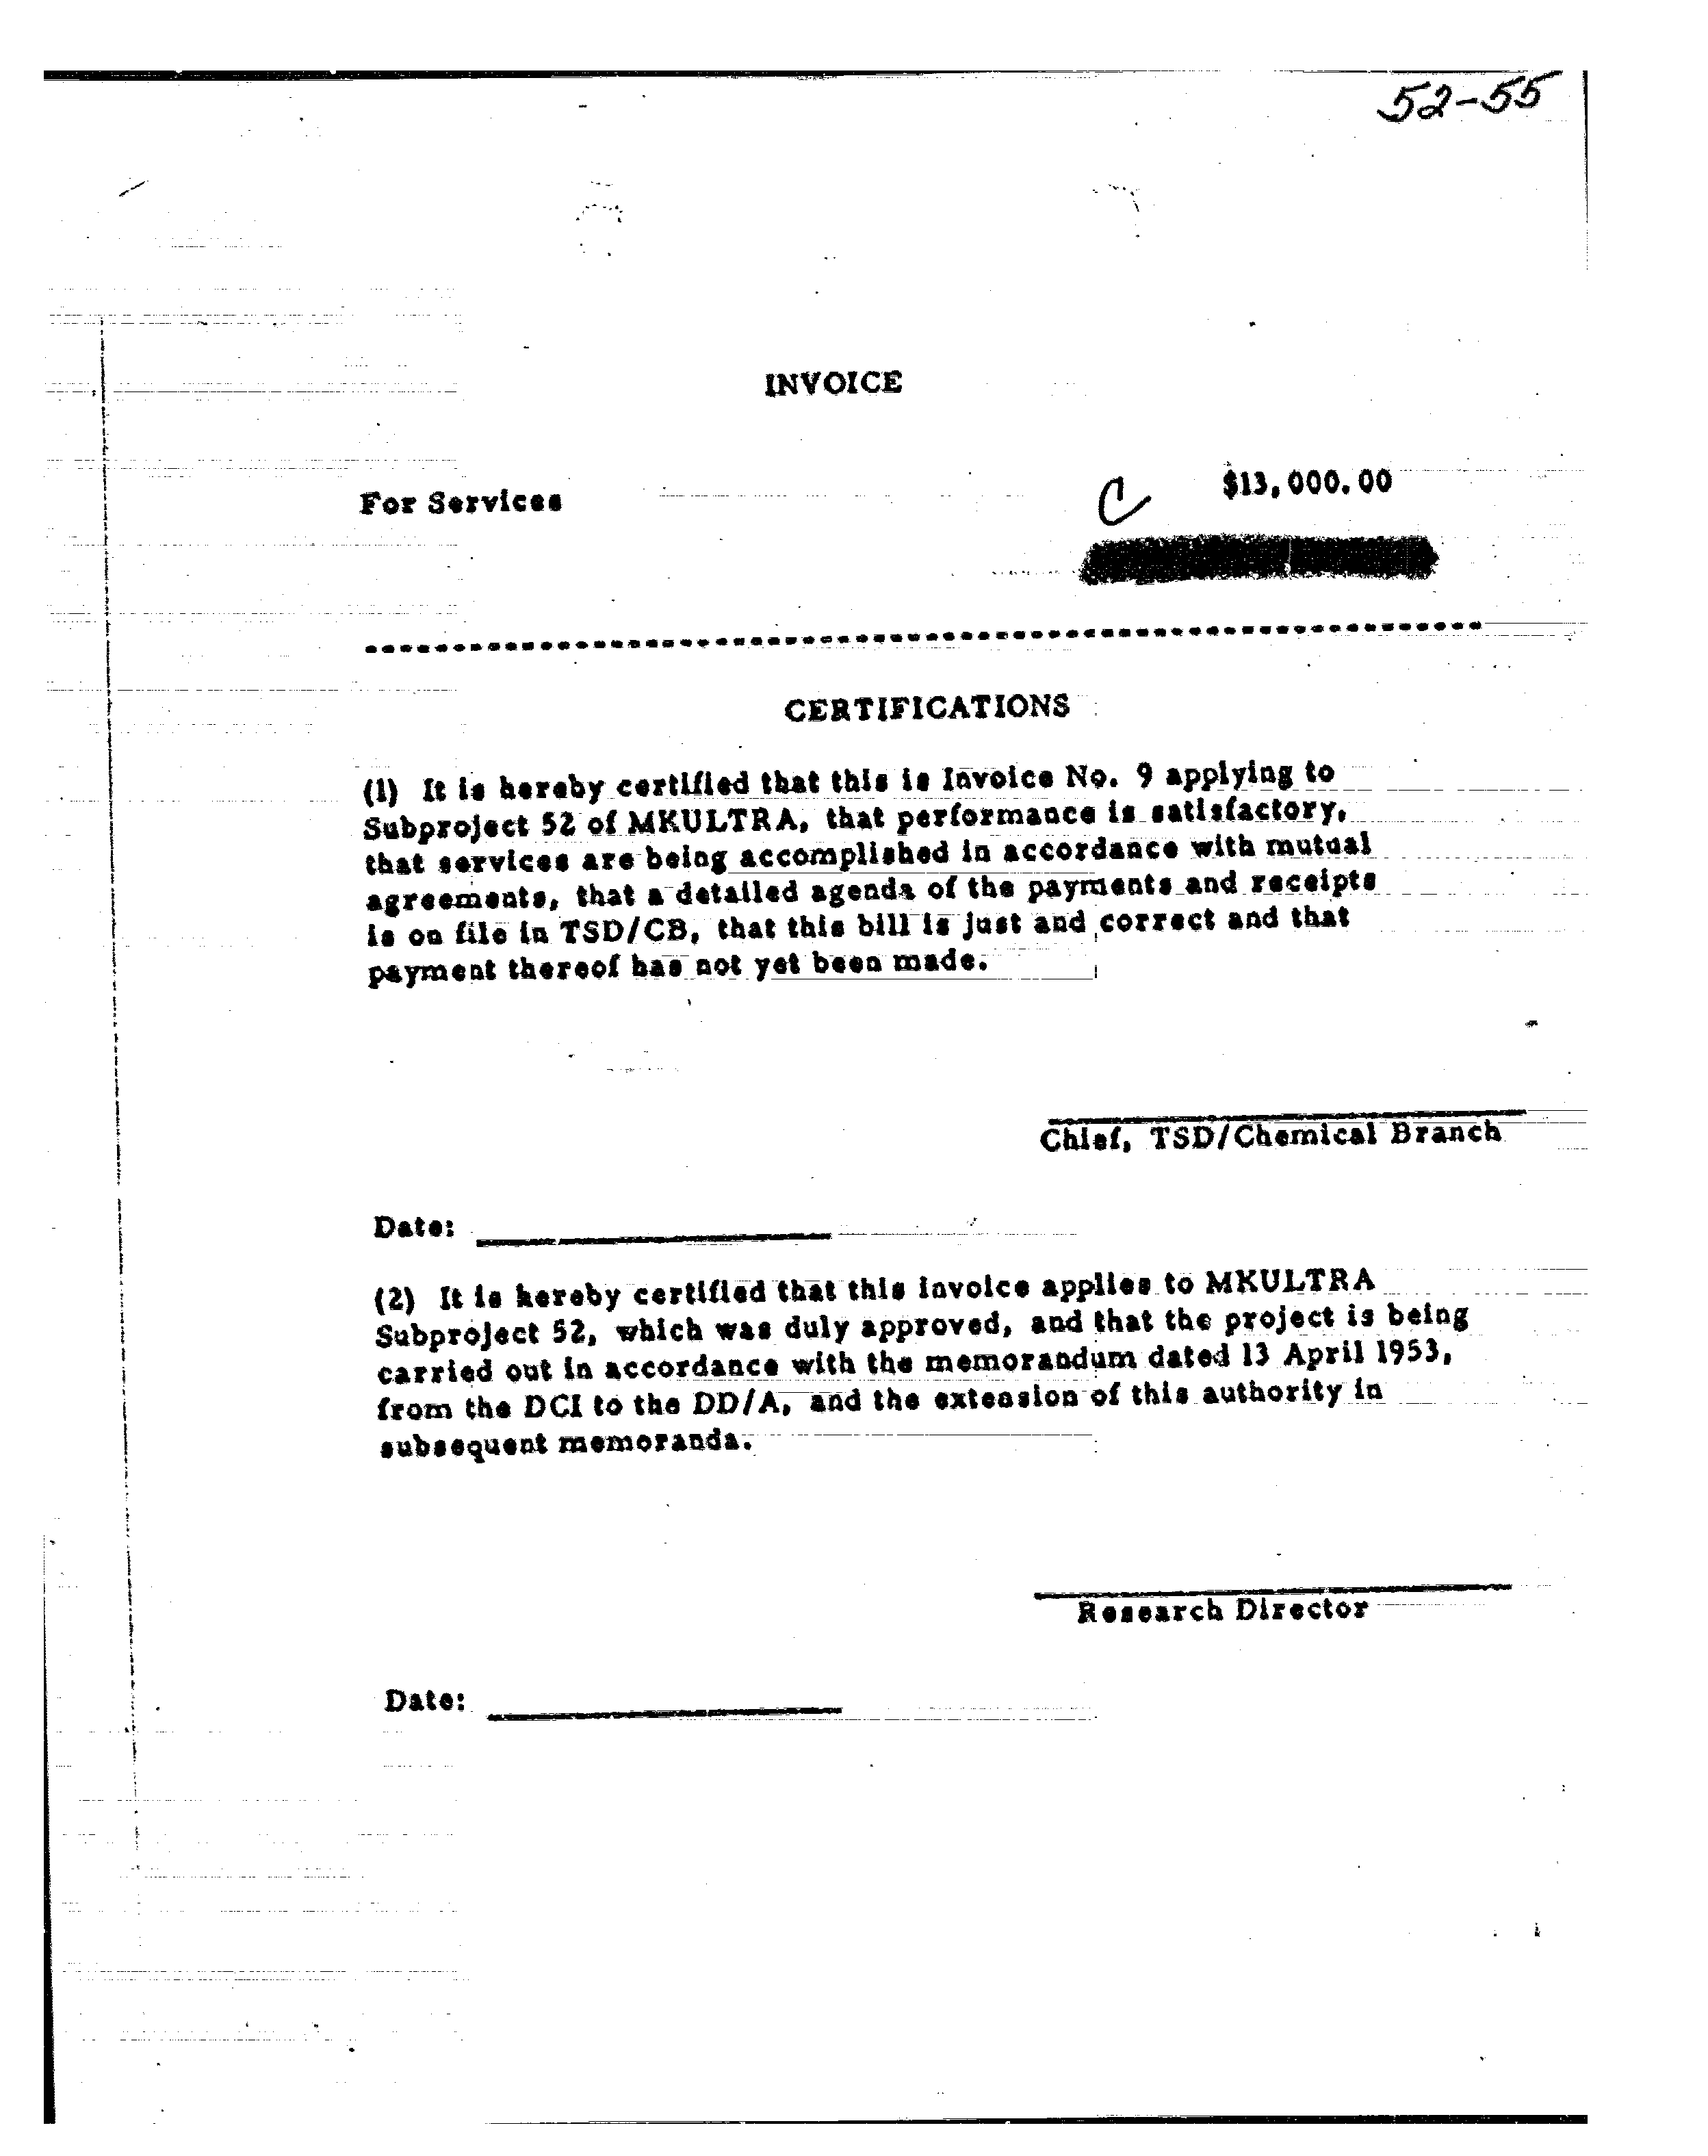 52-55
INVOICE
For Services
C $13,000.00
CERTIFICATIONS
(1) It is hereby certified that this is Invoice No. 9 applying to
Subproject 52 of MKULTRA, that performance is satisfactory,
that services are being accomplished in accordance with mutual
agreements, that a detailed agenda of the payments and receipts
is on file in TSD/CB, that this bill is just and correct and that
payment thereof has not yet been made.
Chief, TSD/Chemical Branch
Date:
(2) It is hereby certified that this invoice applies to MKULTRA
Subproject 52, which was duly approved, and that the project is being
carried out in accordance with the memorandum dated 13 April 1953,
from the DCI to the DD/A, and the extension of this authority in
subsequent memoranda.
Research Director
Date: